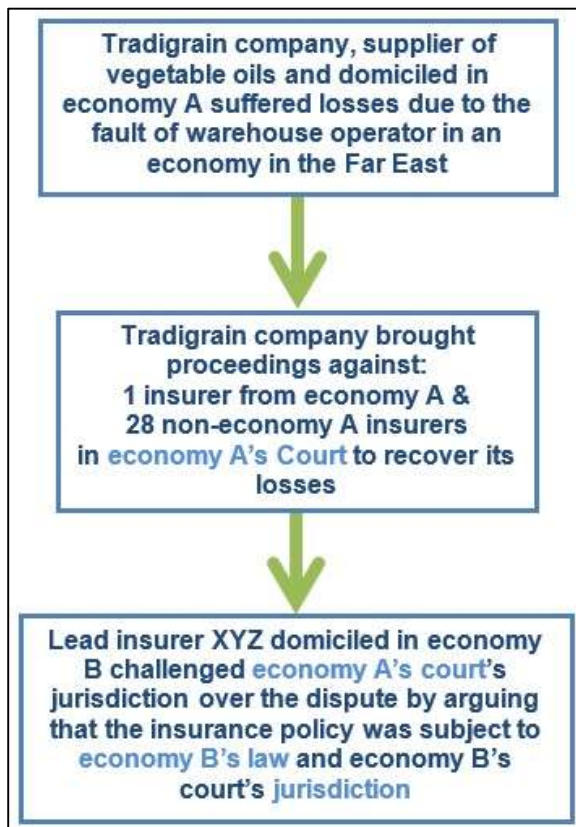 Tradigrain company, supplier of
vegetable oils and domiciled in
economy A suffered losses due to the
fault of warehouse operator in an
economy in the Far East
Tradigrain company brought
proceedings against:
1 insurer from economy A &
28 non-economy A insurers
in economy A's Court to recover its
losses
Lead insurer XYZ domiciled in economy
B challenged economy A's court's
jurisdiction over the dispute by arguing
that the insurance policy was subject to
economy B's law and economy B's
court's jurisdiction